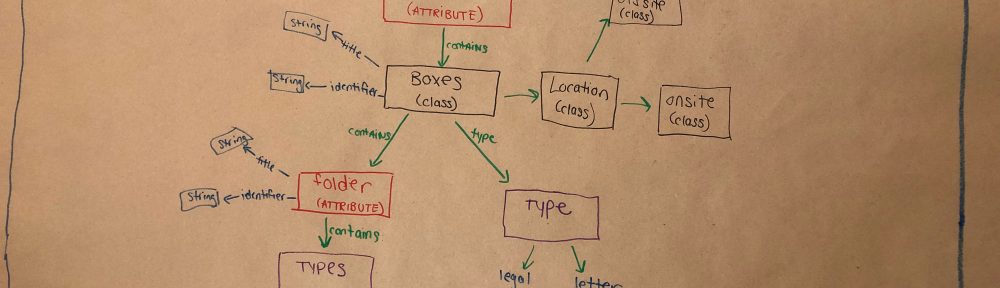 (ATTRIBUTE)
(class)
string
title
contains
string
identifier
Boxes
(class)
Location
(class)
onsite
(class)
contains
type
string
title
string
identifier
folder
(ATTRIBUTE)
TYPE
contains
TYPES
legal
letter